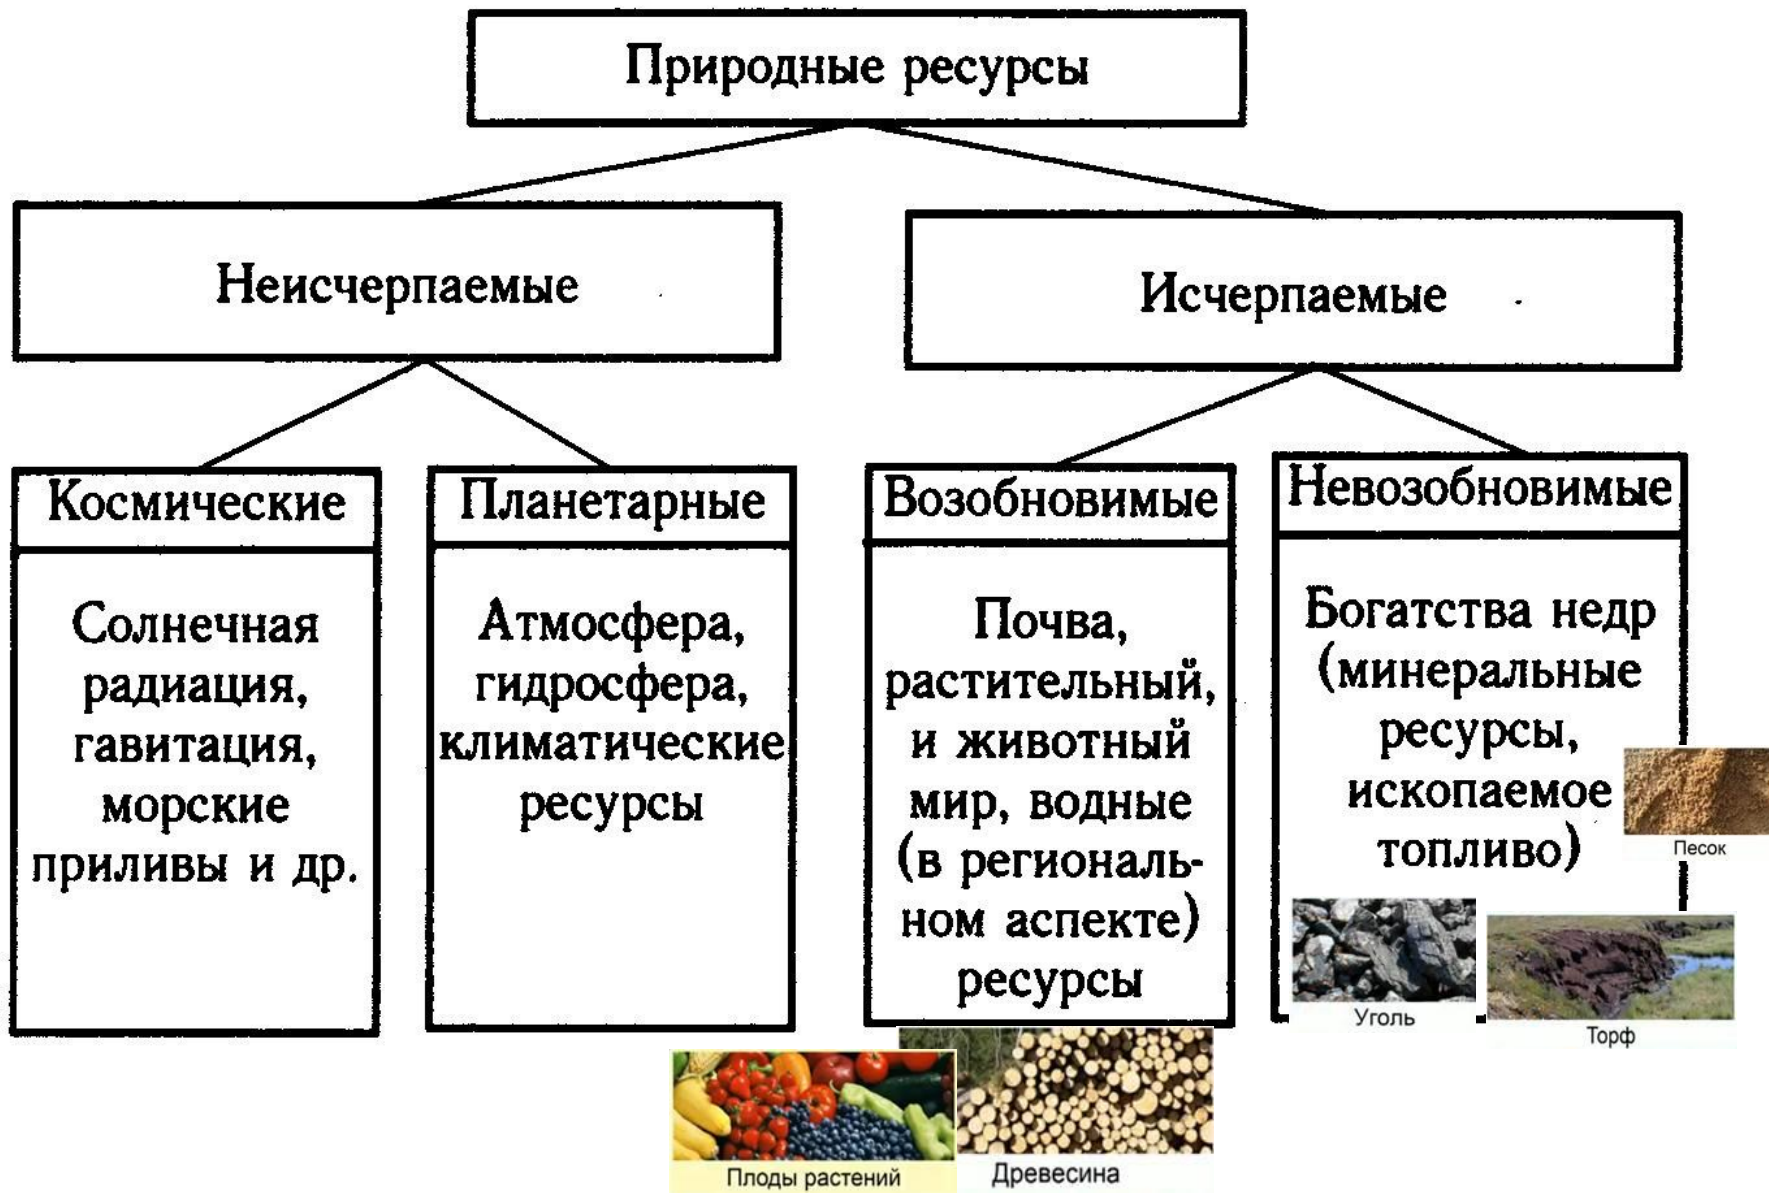 Природные ресурсы
Неисчерпаемые
Исчерпаемые
Космические
Солнечная
радиация,
гавитация,
морские
приливы и др.
Планетарные
Атмосфера,
гидросфера,
климатические
ресурсы
Возобновимые
Почва,
растительный,
и животный
мир, водные
(в региональ-
ном аспекте)
ресурсы
Невозобновимые
Богатства недр
(минеральные
ресурсы,
ископаемое
топливо)
Песок
Уголь
Торф
Плоды растений
Древесина